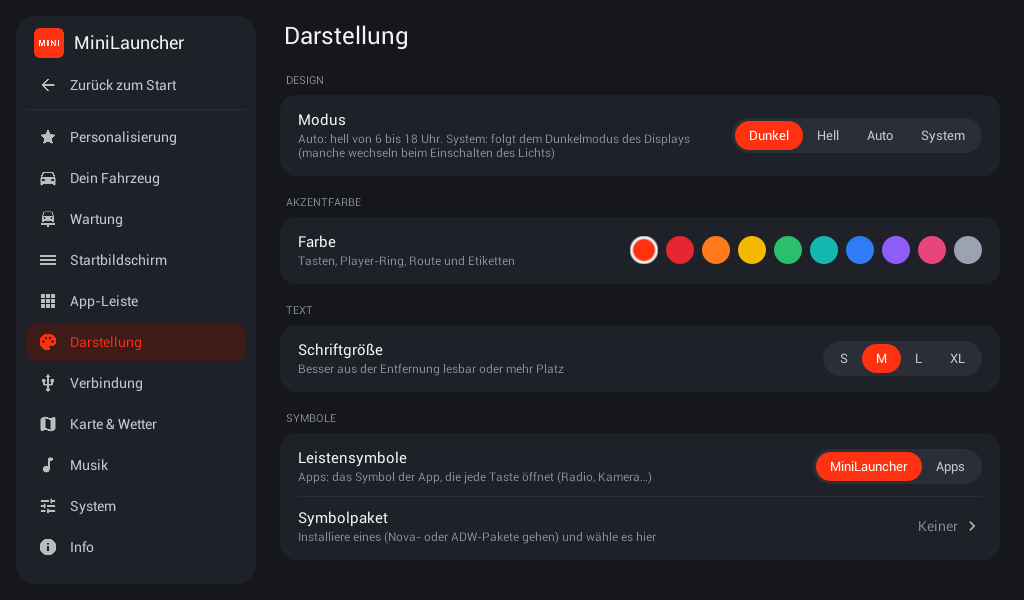 MINI MiniLauncher
Zurück zum Start
Personalisierung
Dein Fahrzeug
Wartung
Startbildschirm
App-Leiste
Darstellung
Verbindung
Karte & Wetter
Musik
System
Info
Darstellung
DESIGN
Modus
Auto: hell von 6 bis 18 Uhr. System: folgt dem Dunkelmodus des Displays
(manche wechseln beim Einschalten des Lichts)
Dunkel Hell Auto System
AKZENTFARBE
Farbe
Tasten, Player-Ring, Route und Etiketten
TEXT
Schriftgröße
Besser aus der Entfernung lesbar oder mehr Platz
S M L XL
SYMBOLE
Leistensymbole
Apps: das Symbol der App, die jede Taste öffnet (Radio, Kamera...)
MiniLauncher Apps
Symbolpaket
Installiere eines (Nova- oder ADW-Pakete gehen) und wähle es hier
Keiner